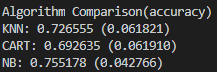 Algorithm Comparison(accuracy)
KNN: 0.726555 (0.061821)
CART: 0.692635 (0.061910)
NB: 0.755178 (0.042766)